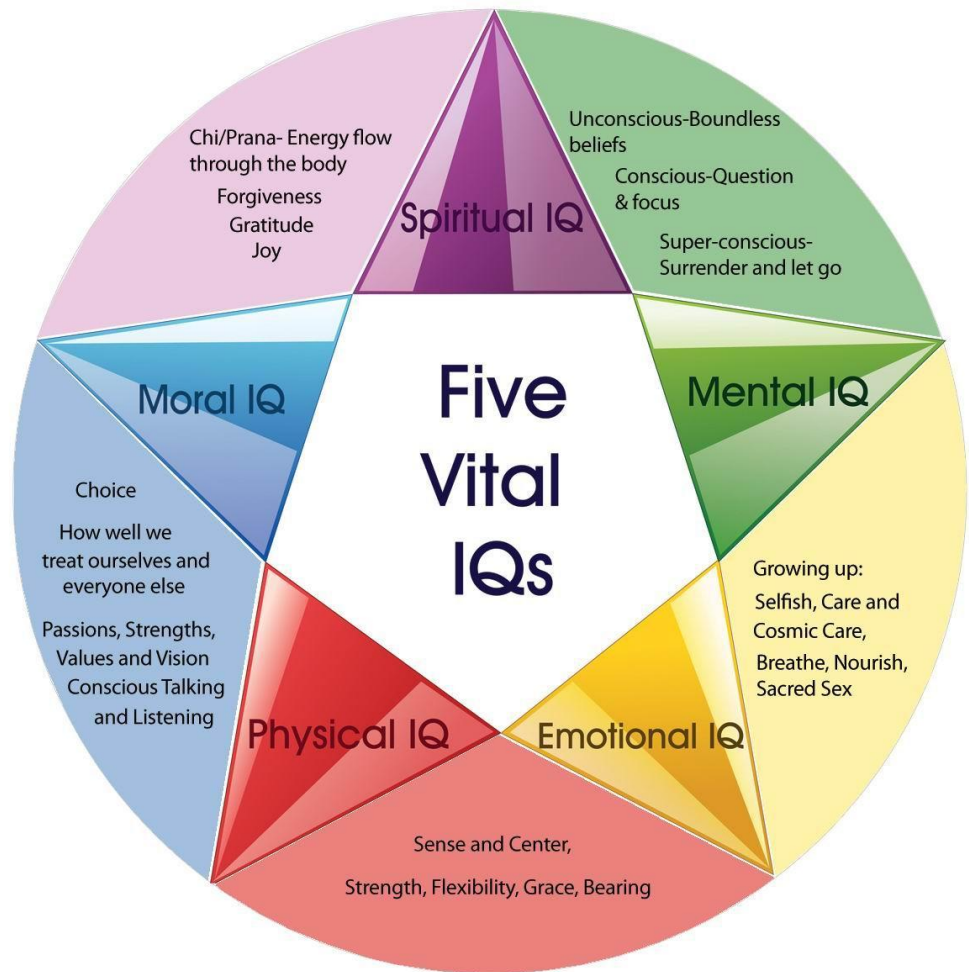 Chi/Prana- Energy flow
through the body
Forgiveness
Gratitude
Joy
Spiritual IQ
Unconscious-Boundless
beliefs
Conscious-Question
& focus
Super-conscious-
Surrender and let go
Moral IQ
Five
Vital
IQs
Mental IQ
Choice
How well we
treat ourselves and
everyone else
Passions, Strengths,
Values and Vision
Conscious Talking
and Listening
Growing up:
Selfish, Care and
Cosmic Care,
Breathe, Nourish,
Sacred Sex
Physical IQ
Emotional IQ
Sense and Center,
Strength, Flexibility, Grace, Bearing